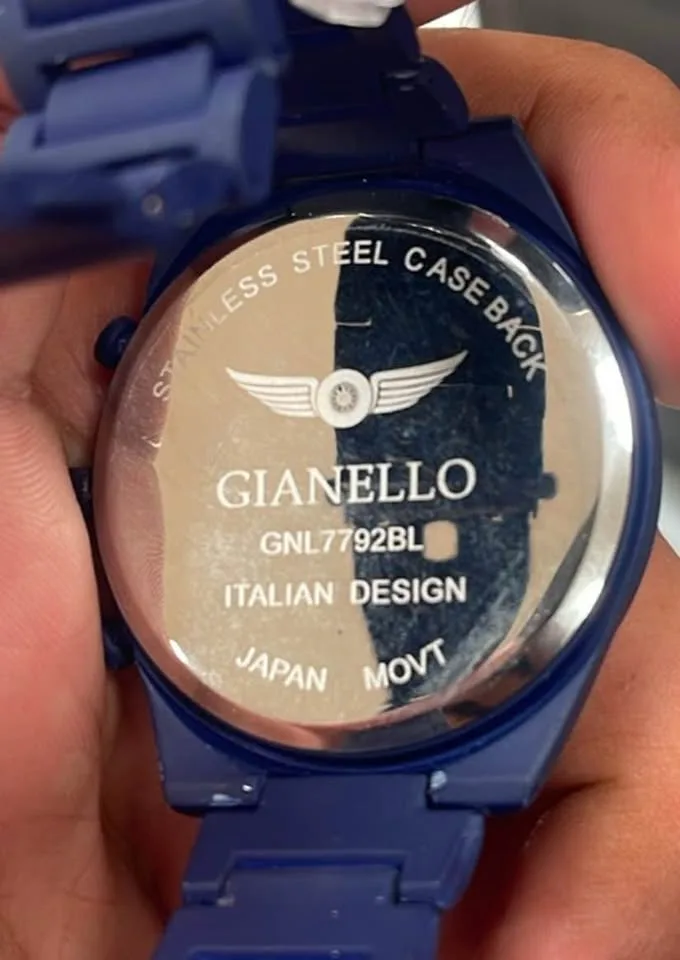 STAINLESS STEEL CASE BACK
GIANELLO
GNL7792BL
ITALIAN DESIGN
JAPAN MOVT